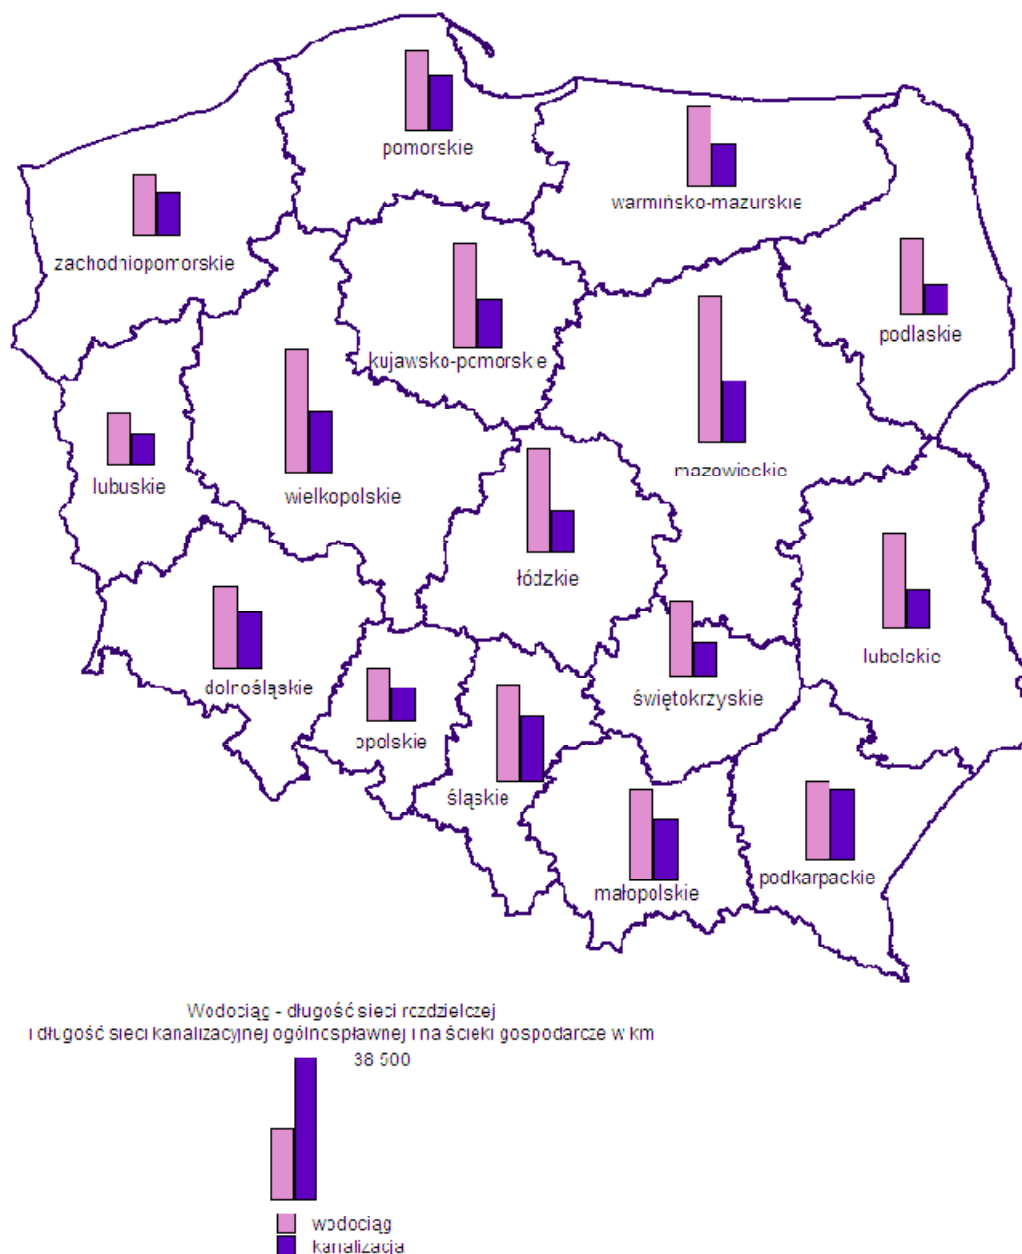 pomorskie
warmińsko-mazurskie
zachodniopomorskie
podlaskie
kujawsko-pomorskie
mazowieckie
lubuskie
wielkopolskie
łódzkie
lubelskie
dolnośląskie
świętokrzyskie
opolskie
śląskie
podkarpackie
małopolskie
Wodociąg - długość sieci rozdzielczej
i długość sieci kanalizacyjnej ogólnospławnej i na ścieki gospodarcze w km
38 500
wodociąg
kanalizacja